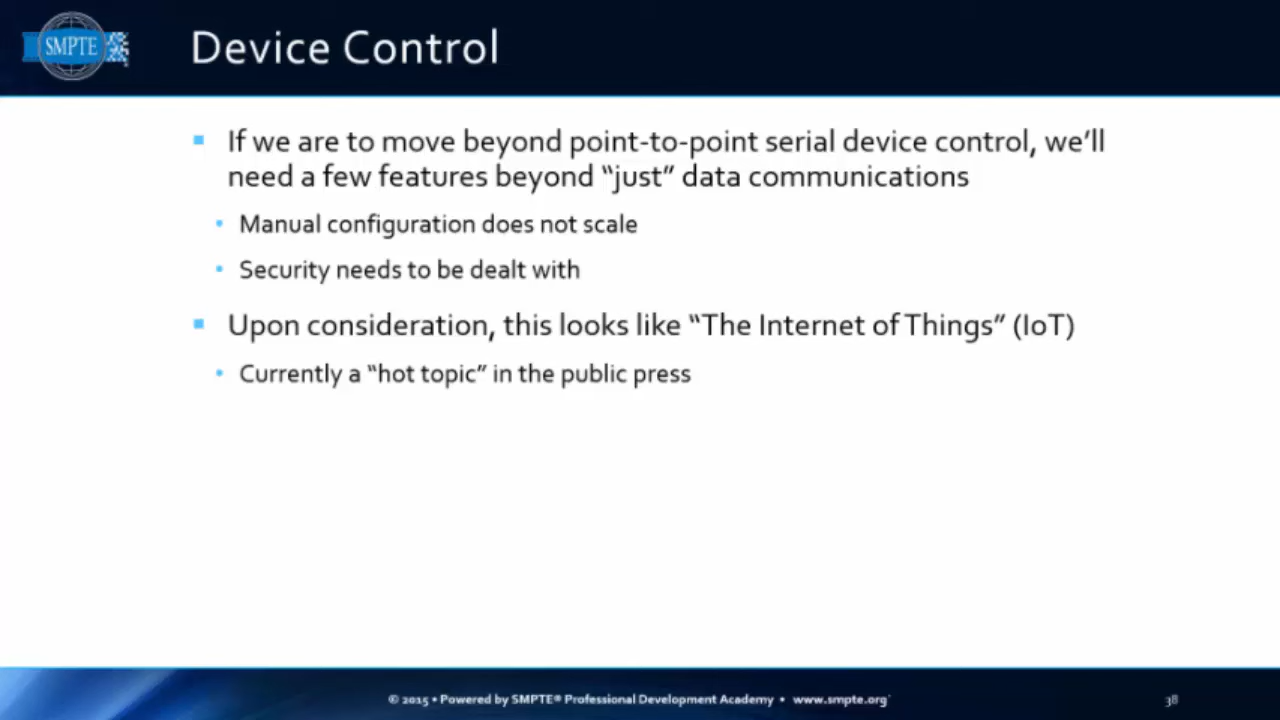 SMPTE
Device Control
If we are to move beyond point-to-point serial device control, we’ll
need a few features beyond “just” data communications
Manual configuration does not scale
Security needs to be dealt with
Upon consideration, this looks like “The Internet of Things” (IoT)
Currently a “hot topic” in the public press
© 2015 • Powered by SMPTE® Professional Development Academy • www.smpte.org
38